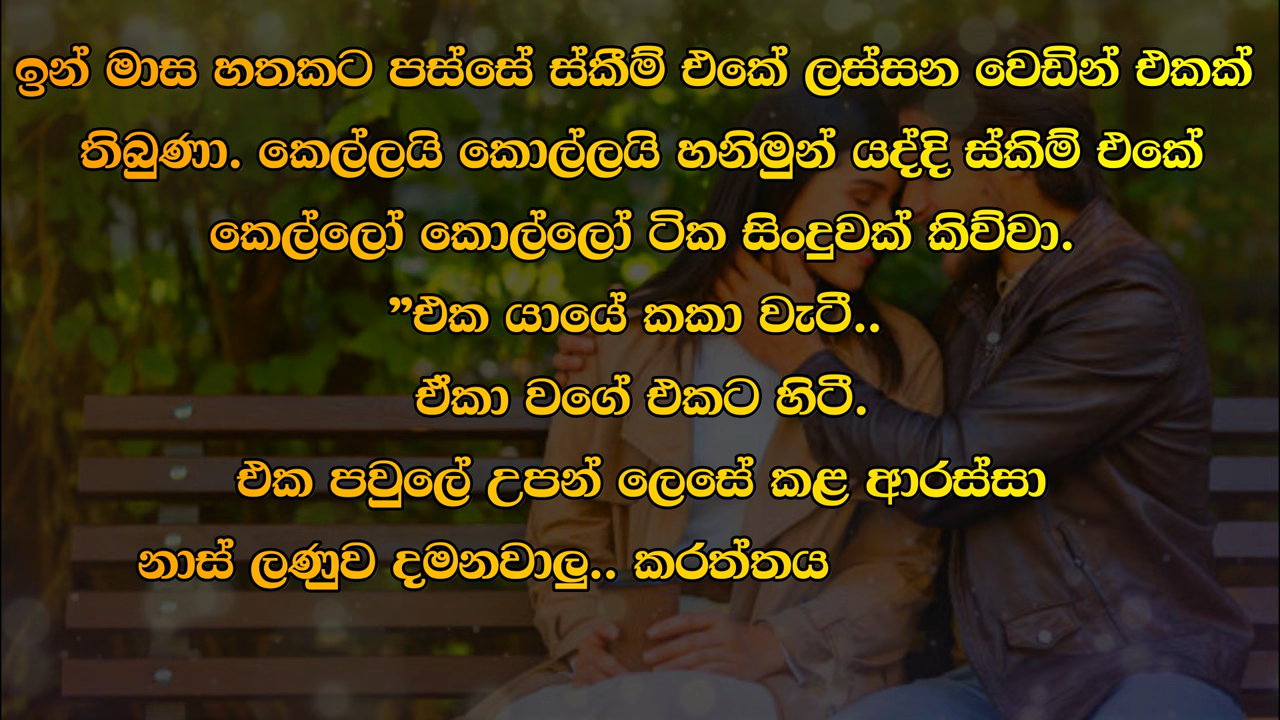 ඉන් මාස හතකට පස්සේ ස්කීම් එකේ ලස්සන වෙඩින් එකක්
තිබුණා. කෙල්ලයි කොල්ලයි හනිමුන් යද්දි ස්කිම් එකේ
කෙල්ලෝ කොල්ලෝ ටික සිංදුවක් කිව්වා.
”එක යායේ කකා වැටී..
ඒකා වගේ එකට හිටී.
එක පවුලේ උපන් ලෙසේ කළ ආරස්සා
නාස් ලණුව දමනවාලු.. කරත්තය